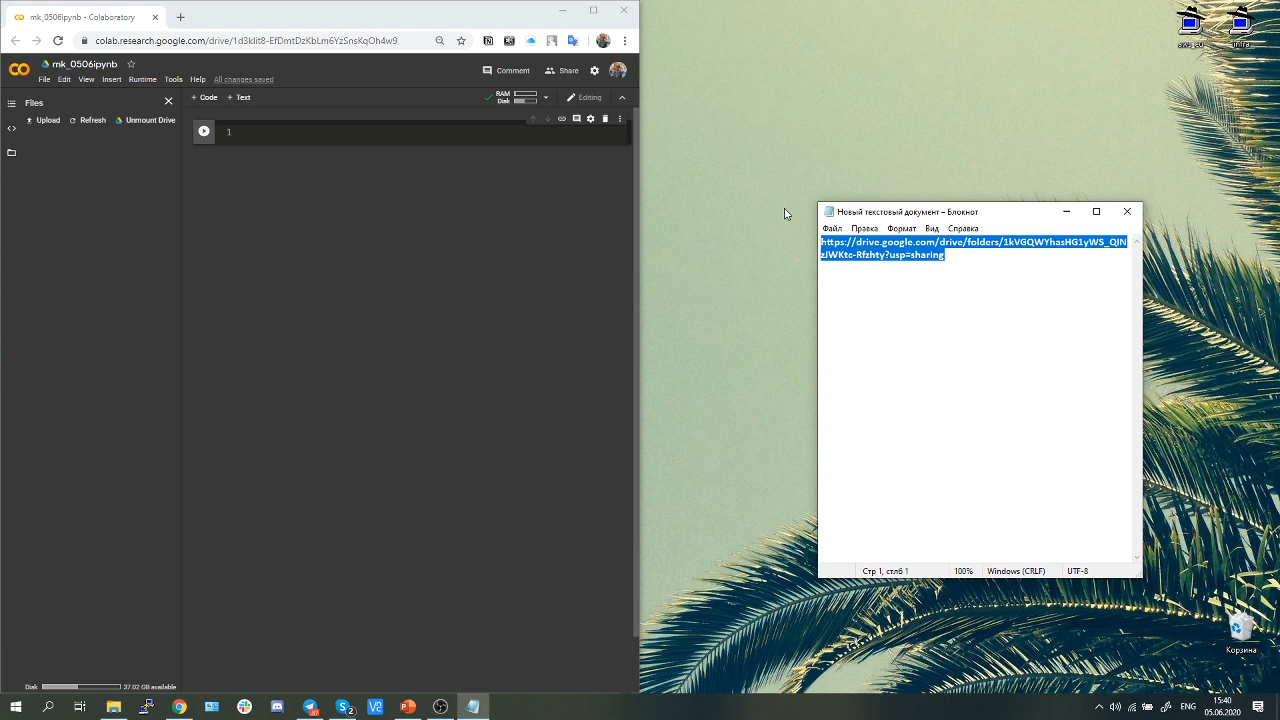 mk_0506ipynb - Colaboratory
colab.research.google.com/drive/1d3klit8-EfDmtDzKbLm6YzSnsKqOh4w9
mk_0506ipynb
File Edit View Insert Runtime Tools Help All changes saved
Comment Share
Files
+ Code + Text
RAM
Disk
Editing
Upload Refresh Unmount Drive
1
Disk 37.02 GB available
Новый текстовый документ – Блокнот
Файл Правка Формат Вид Справка
https://drive.google.com/drive/folders/1kVGQWYhasHG1yWS_QIN
zJWKtc-Rfzhty?usp=sharing
Стр 1, стлб 1 100% Windows (CRLF) UTF-8
infra
Корзина
2
ENG
15:40
05.06.2020